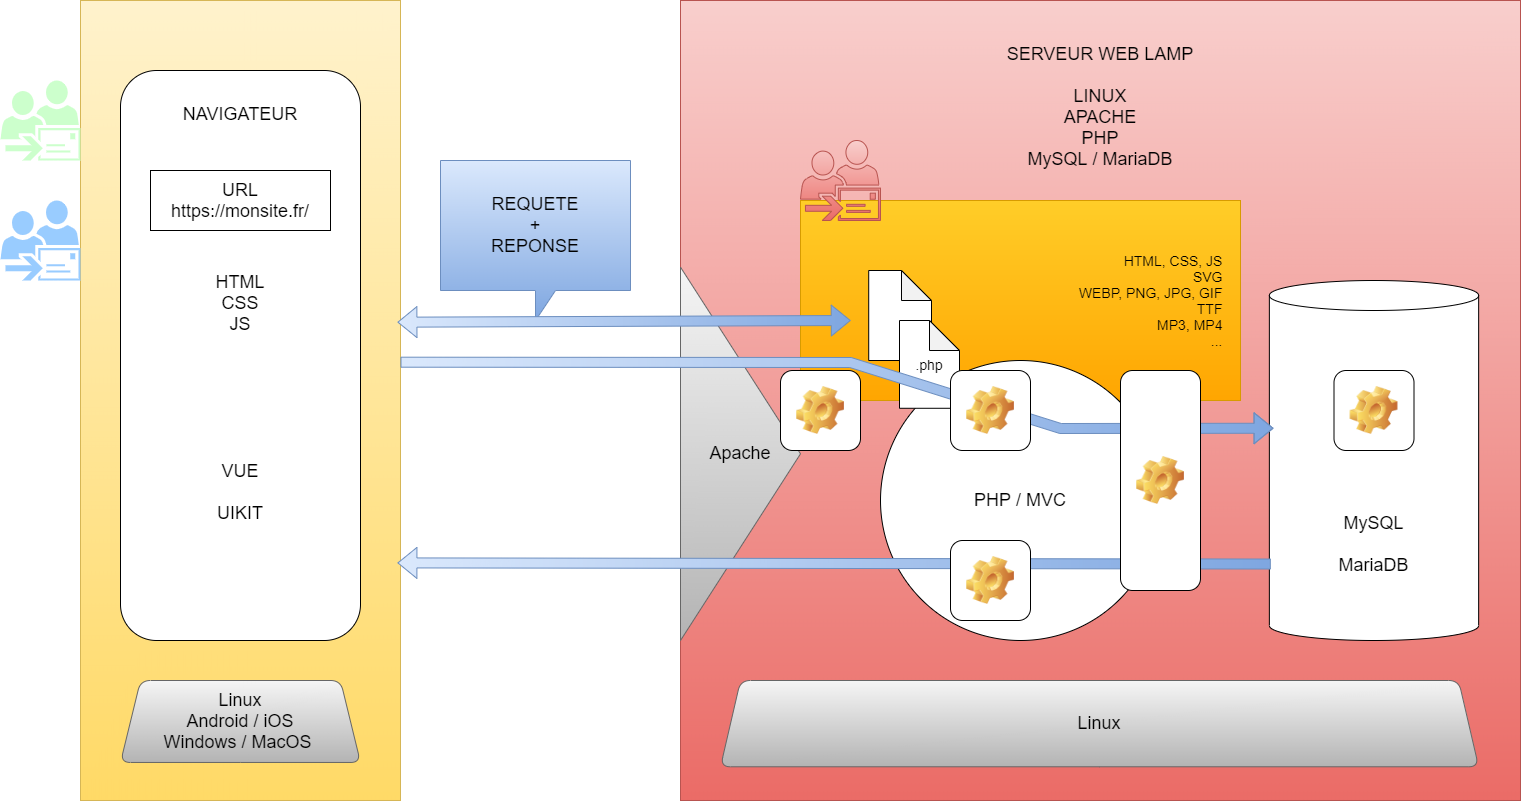 NAVIGATEUR
URL
https://monsite.fr/
HTML
CSS
JS
VUE
UIKIT
Linux
Android / iOS
Windows / MacOS
REQUETE
+
REPONSE
SERVEUR WEB LAMP
LINUX
APACHE
PHP
MySQL / MariaDB
HTML, CSS, JS
SVG
WEBP, PNG, JPG, GIF
TTF
MP3, MP4
...
.php
Apache
PHP / MVC
MySQL
MariaDB
Linux